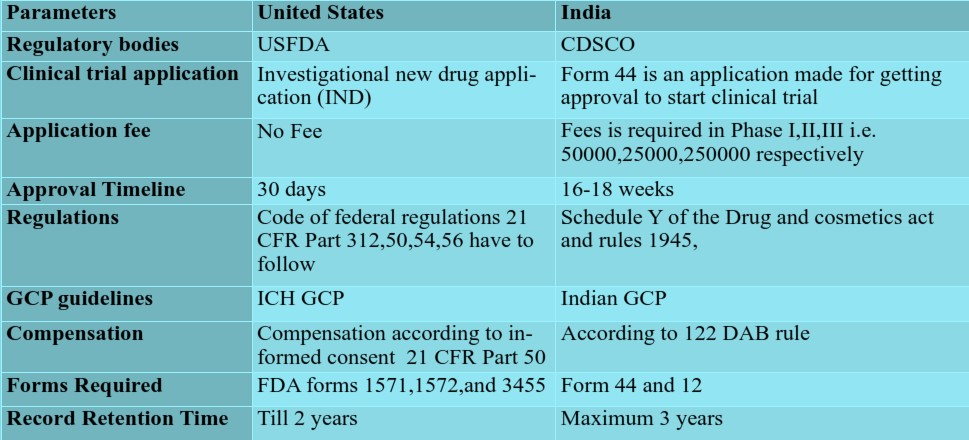 Parameters United States India
Regulatory bodies USFDA CDSCO
Clinical trial application Investigational new drug appli- Form 44 is an application made for getting
cation (IND) approval to start clinical trial
Application fee No Fee Fees is required in Phase I,II,III i.e.
50000,25000,250000 respectively
Approval Timeline 30 days 16-18 weeks
Regulations Code of federal regulations 21 Schedule Y of the Drug and cosmetics act
CFR Part 312,50,54,56 have to and rules 1945,
follow
GCP guidelines ICH GCP Indian GCP
Compensation Compensation according to in- According to 122 DAB rule
formed consent 21 CFR Part 50
Forms Required FDA forms 1571,1572,and 3455 Form 44 and 12
Record Retention Time Till 2 years Maximum 3 years